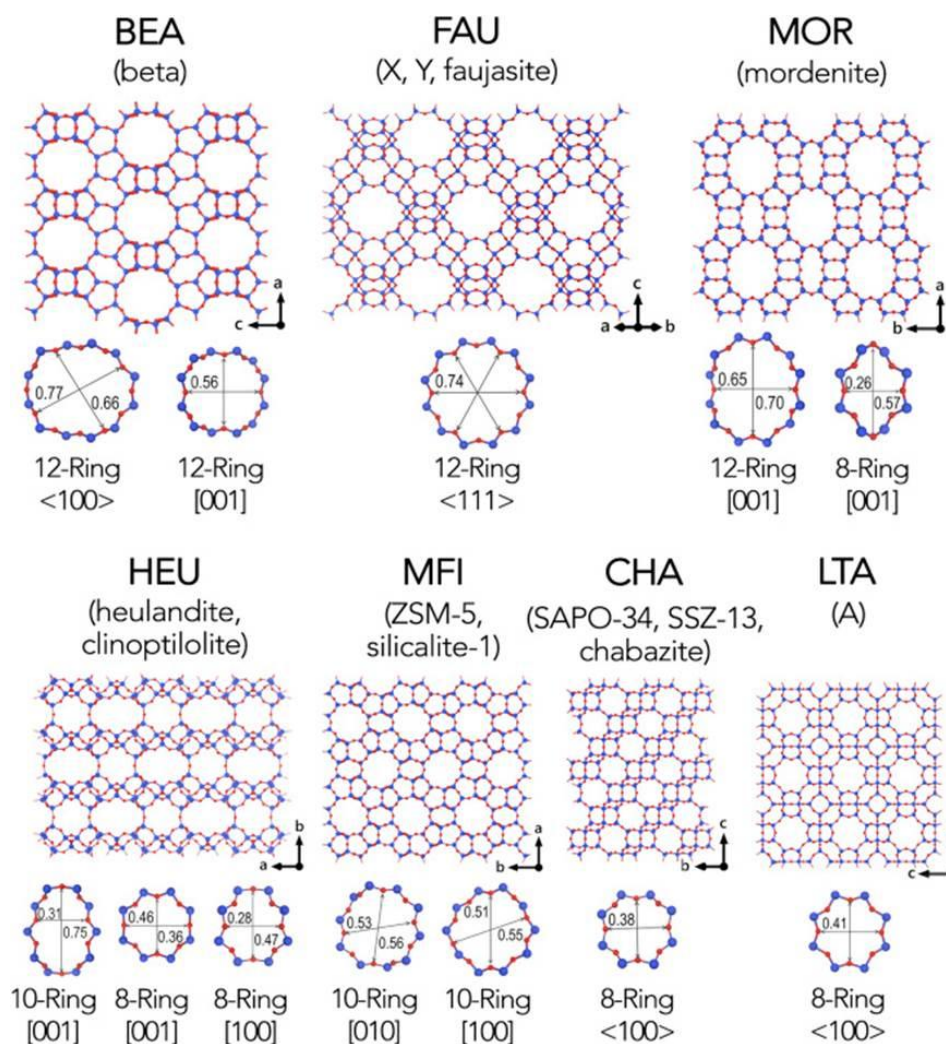 BEA
(beta)
FAU
(X, Y, faujasite)
MOR
(mordenite)
a
c
c
a
b
a
b
0.77
0.66
0.56
0.74
0.65
0.70
0.26
0.57
12-Ring
<100>
12-Ring
[001]
12-Ring
<111>
12-Ring
[001]
8-Ring
[001]
HEU
(heulandite,
clinoptilolite)
MFI
(ZSM-5,
silicalite-1)
CHA
(SAPO-34, SSZ-13,
chabazite)
LTA
(A)
b
a
a
b
c
b
c
0.31
0.75
0.46
0.36
0.28
0.47
0.53
0.56
0.51
0.55
0.38
0.41
10-Ring
[001]
8-Ring
[001]
8-Ring
[100]
10-Ring
[010]
10-Ring
[100]
8-Ring
<100>
8-Ring
<100>